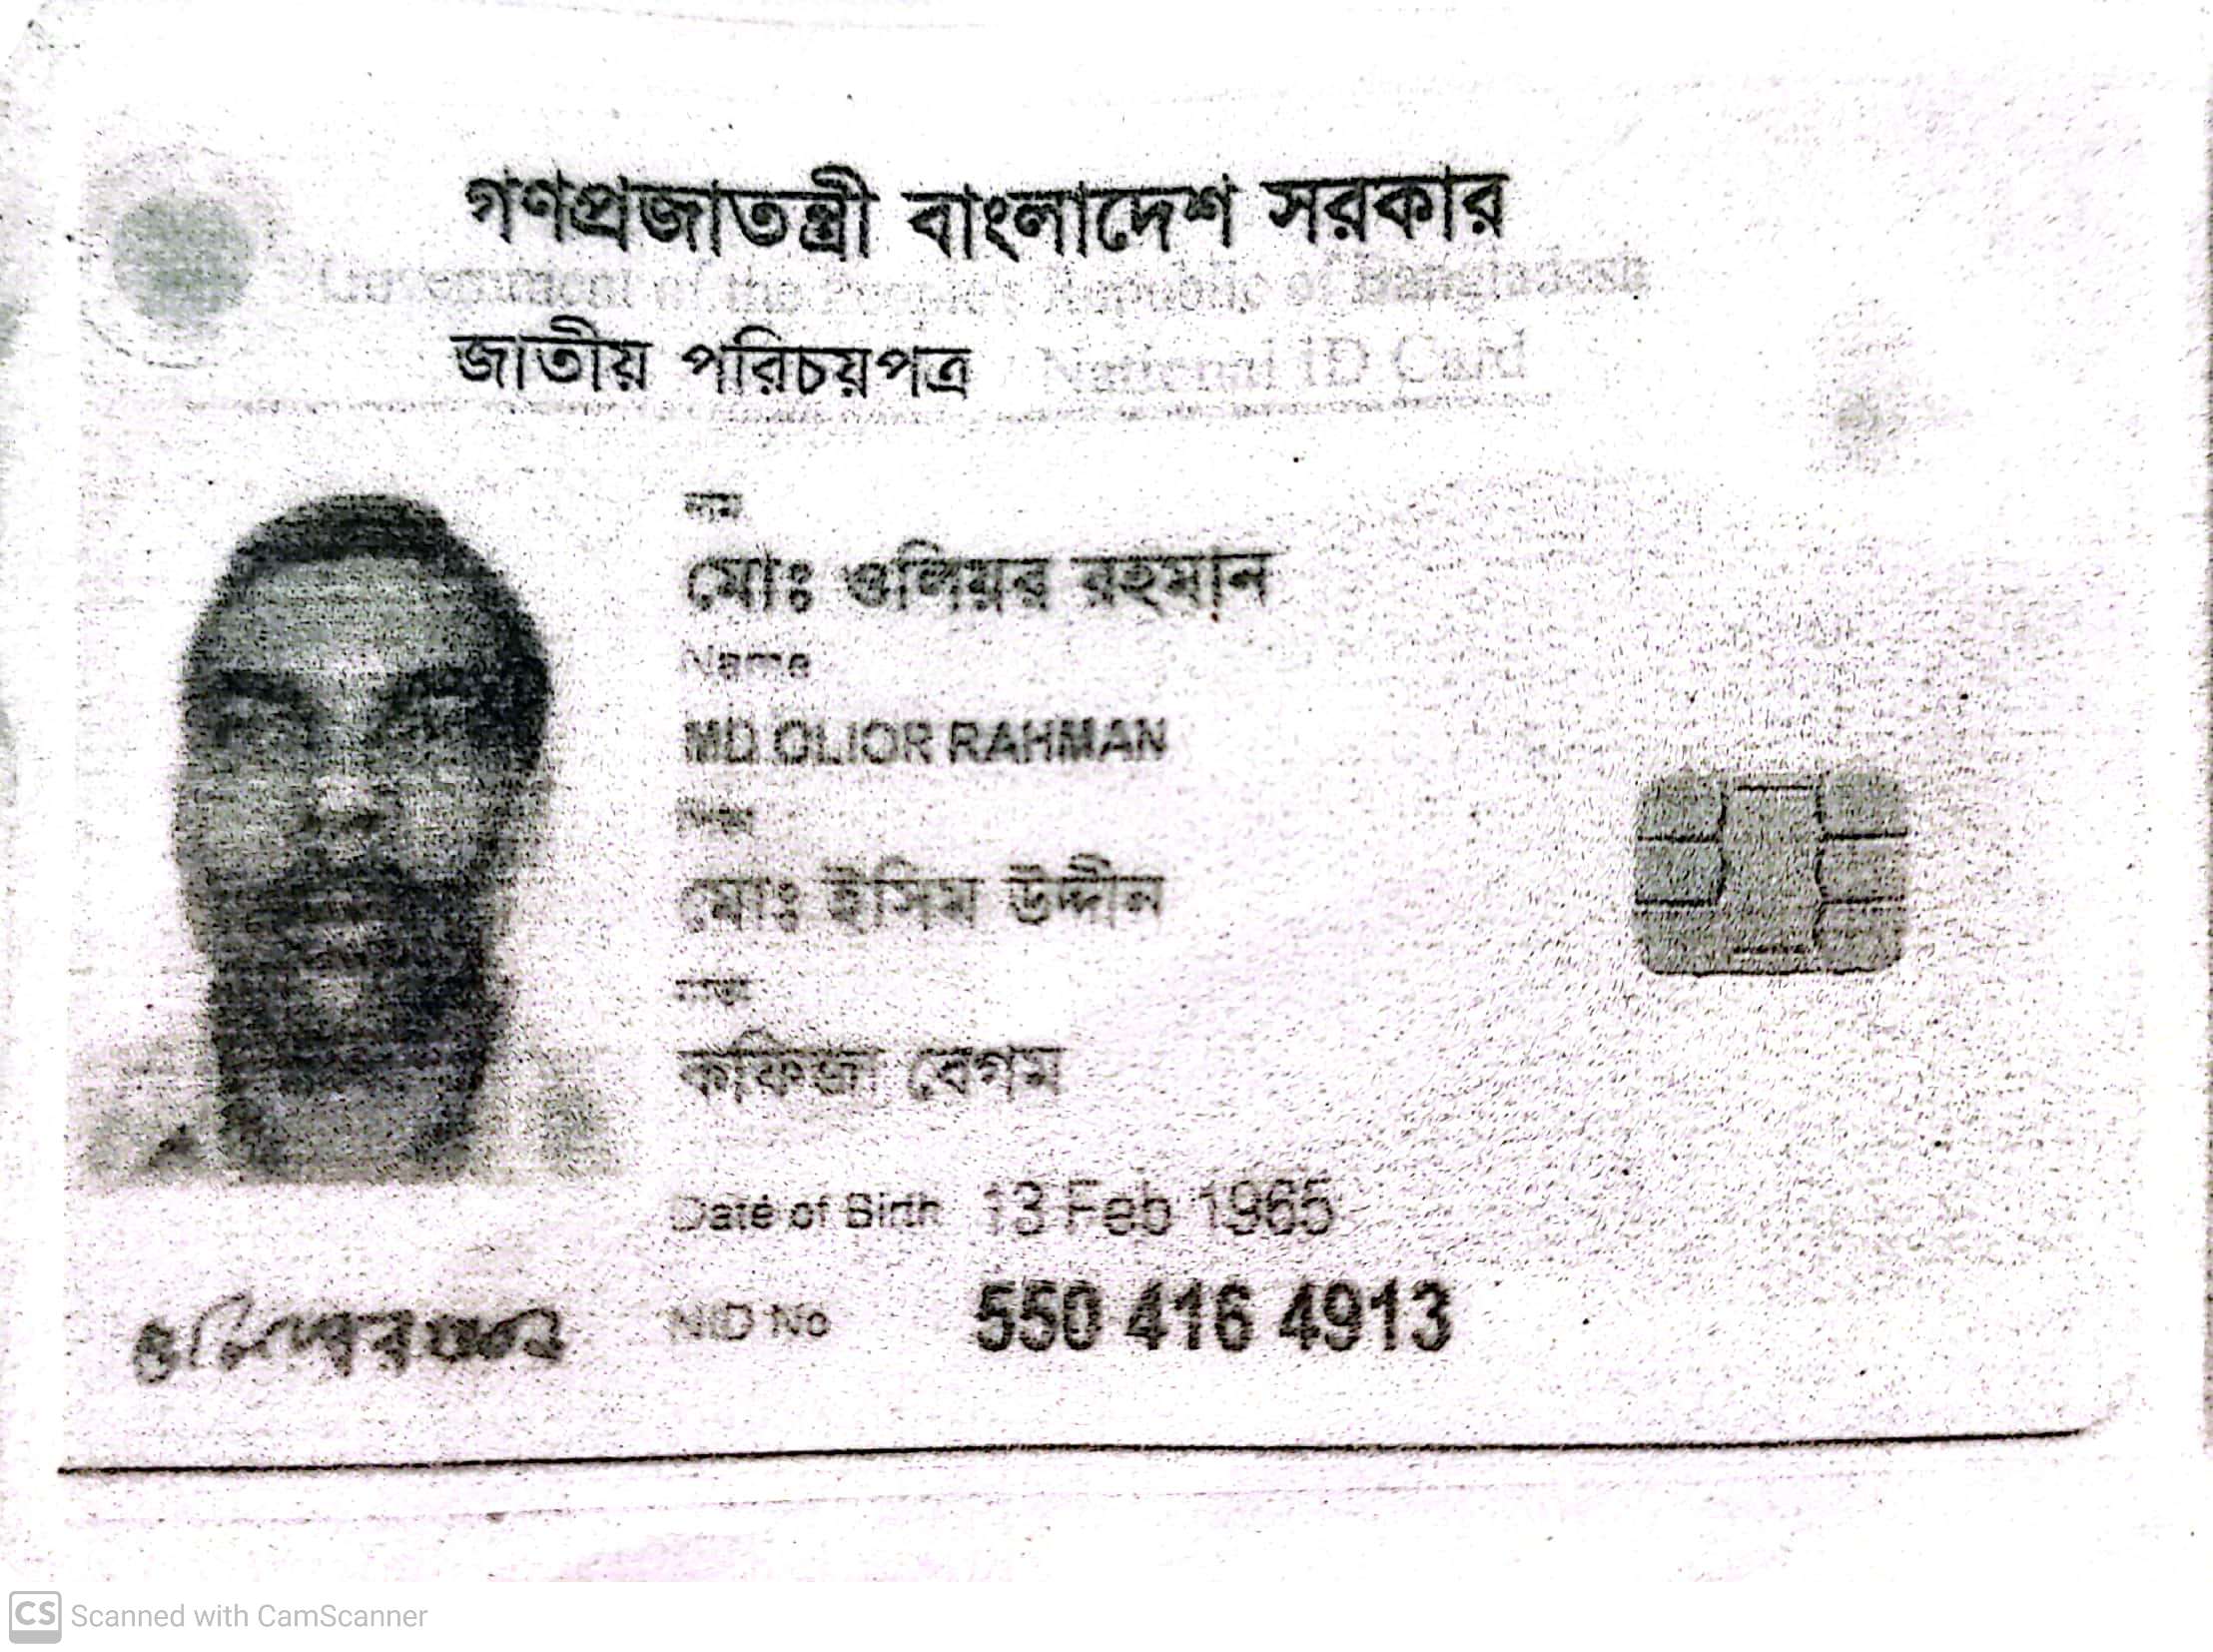 গণপ্রজাতন্ত্রী বাংলাদেশ সরকার
Government of the People's Republic of Bangladesh
জাতীয় পরিচয়পত্র / National ID Card
নাম
মোঃ ওলিয়র রহমান
Name
MD. OLIOR RAHMAN
পিতা
মোঃ ইসিম উদ্দীন
মাতা
বেগম
Date of Birth 13 Feb 1965
NID No 550 416 4913
CS Scanned with CamScanner